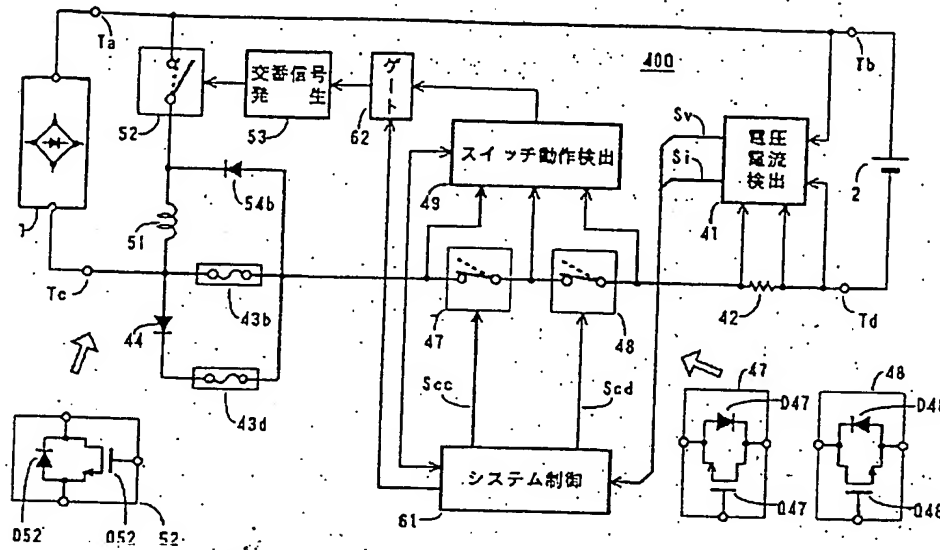 Ta
400
Tb
交番信号
発 生
ゲート
52
53
62
Sv
Si
電圧
電流
検出
スイッチ動作検出
54b
49
41
2
1
51
Tc
43b
47
48
42
Td
44
43d
Scc
Scd
47
D47
48
D48
システム制御
61
D52
Q52
52
Q47
Q48